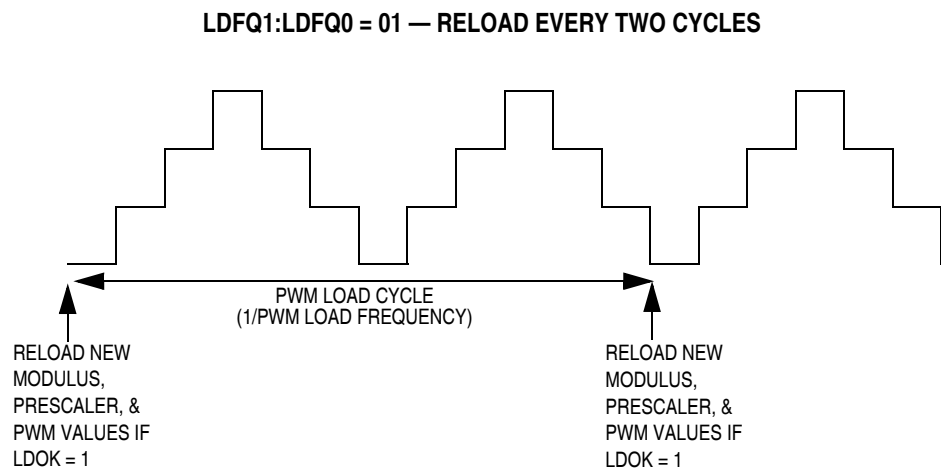 LDFQ1:LDFQ0 = 01 — RELOAD EVERY TWO CYCLES
PWM LOAD CYCLE
(1/PWM LOAD FREQUENCY)
RELOAD NEW
MODULUS,
PRESCALER, &
PWM VALUES IF
LDOK = 1
RELOAD NEW
MODULUS,
PRESCALER, &
PWM VALUES IF
LDOK = 1